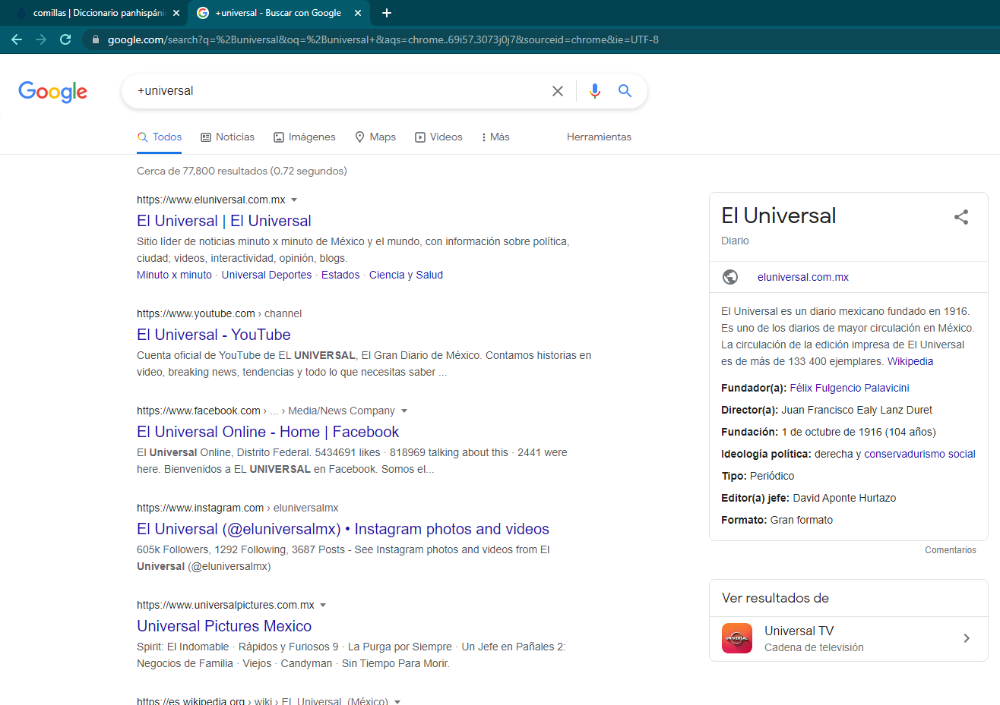 comillas | Diccionario panhispáni
+universal - Buscar con Google
google.com/search?q=%2Buniversal&oq=%2Buniversal+&aqs=chrome..69i57.3073j0j7&sourceid=chrome&ie=UTF-8
Google
+universal
Todos
Noticias
Imágenes
Maps
Videos
Más
Herramientas
Cerca de 77,800 resultados (0.72 segundos)
https://www.eluniversal.com.mx
El Universal | El Universal
Sitio líder de noticias minuto x minuto de México y el mundo, con información sobre política,
ciudad; videos, interactividad, opinión, blogs.
Minuto x minuto · Universal Deportes · Estados · Ciencia y Salud
https://www.youtube.com › channel
El Universal - YouTube
Cuenta oficial de YouTube de EL UNIVERSAL, El Gran Diario de México. Contamos historias en
video, breaking news, tendencias y todo lo que necesitas saber ...
https://www.facebook.com › ... › Media/News Company
El Universal Online - Home | Facebook
El Universal Online, Distrito Federal. 5434691 likes · 818969 talking about this · 2441 were
here. Bienvenidos a EL UNIVERSAL en Facebook. Somos el...
https://www.instagram.com › eluniversalmx
El Universal (@eluniversalmx) • Instagram photos and videos
605k Followers, 1292 Following, 3687 Posts - See Instagram photos and videos from El
Universal (@eluniversalmx)
https://www.universalpictures.com.mx
Universal Pictures Mexico
Spirit: El Indomable · Rápidos y Furiosos 9 · La Purga por Siempre · Un Jefe en Pañales 2:
Negocios de Familia · Viejos · Candyman · Sin Tiempo Para Morir.
https://es.wikipedia.org › wiki › EL_Universal_(México)
El Universal
Diario
eluniversal.com.mx
El Universal es un diario mexicano fundado en 1916.
Es uno de los diarios de mayor circulación en México.
La circulación de la edición impresa de El Universal
es de más de 133 400 ejemplares. Wikipedia
Fundador(a): Félix Fulgencio Palavicini
Director(a): Juan Francisco Ealy Lanz Duret
Fundación: 1 de octubre de 1916 (104 años)
Ideología política: derecha y conservadurismo social
Tipo: Periódico
Editor(a) jefe: David Aponte Hurtazo
Formato: Gran formato
Comentarios
Ver resultados de
UNIVERSAL
Universal TV
Cadena de televisión